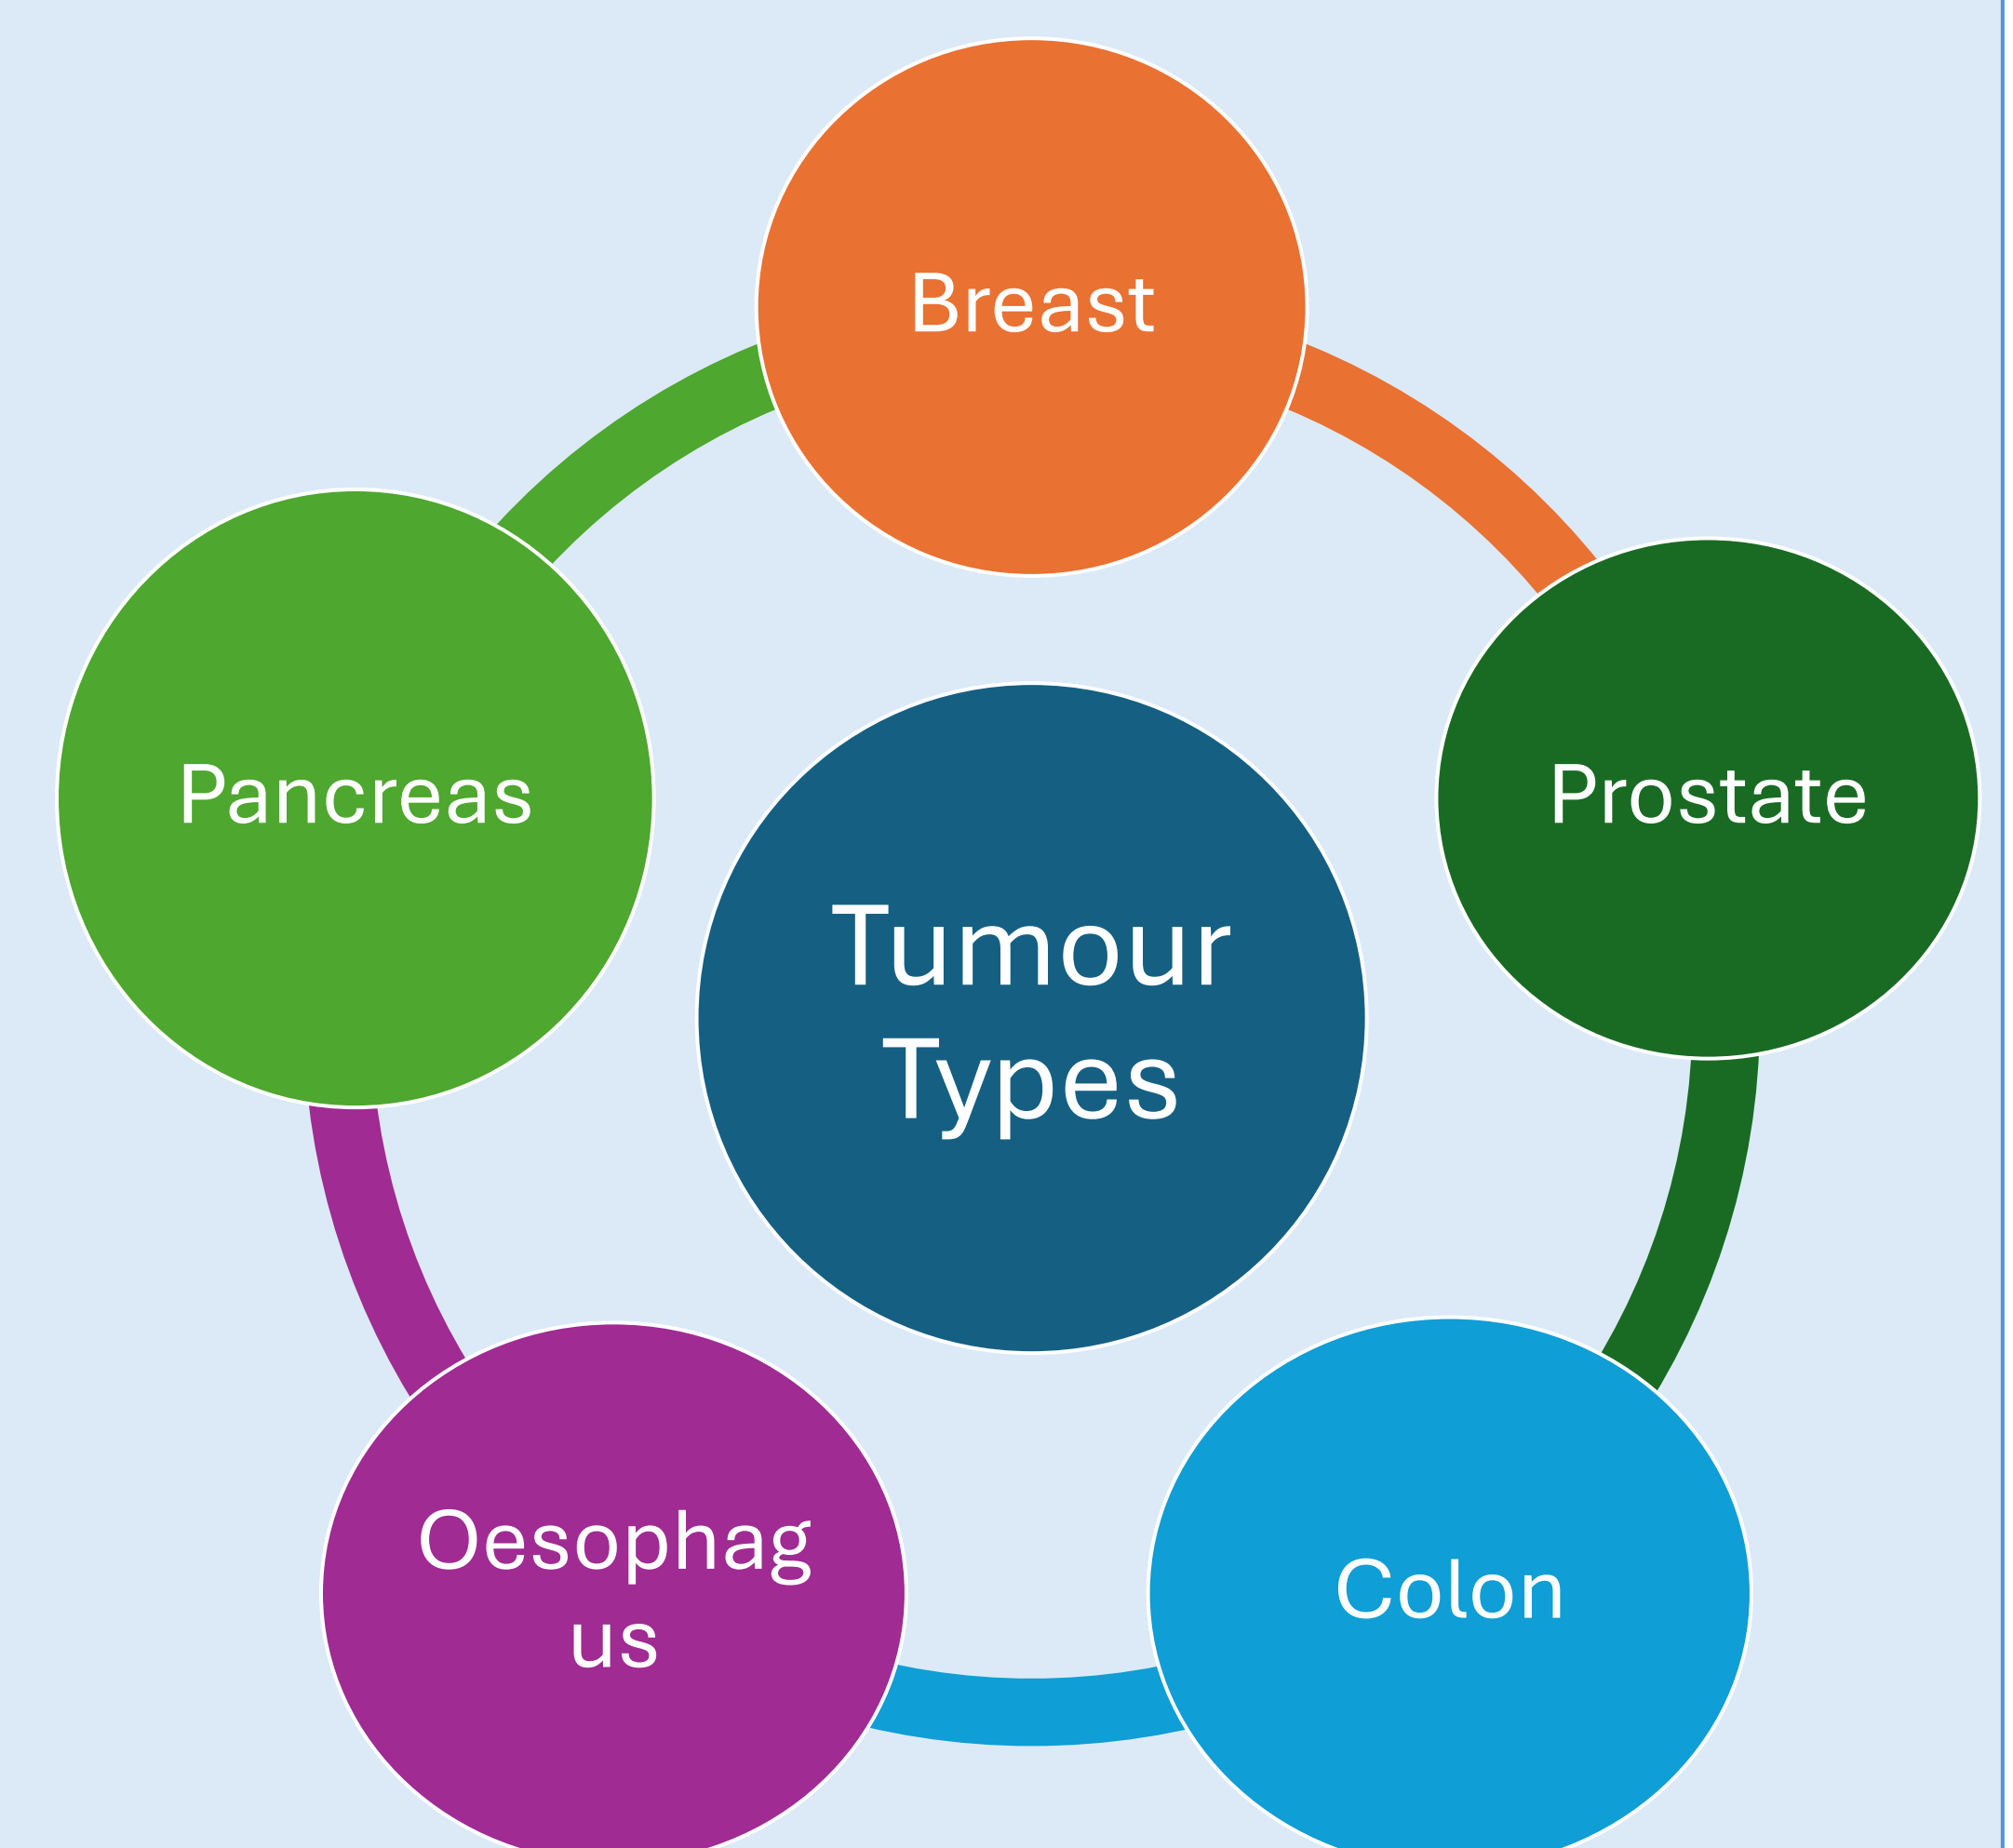 Breast
Pancreas
Prostate
Tumour
Types
Oesophag
us
Colon